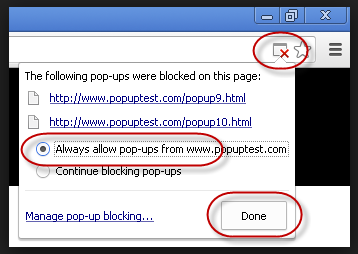 The following pop-ups were blocked on this page:
http://www.popuptest.com/popup9.html
http://www.popuptest.com/popup10.html
Always allow pop-ups from www.popuptest.com
Continue blocking pop-ups
Manage pop-up blocking...
Done